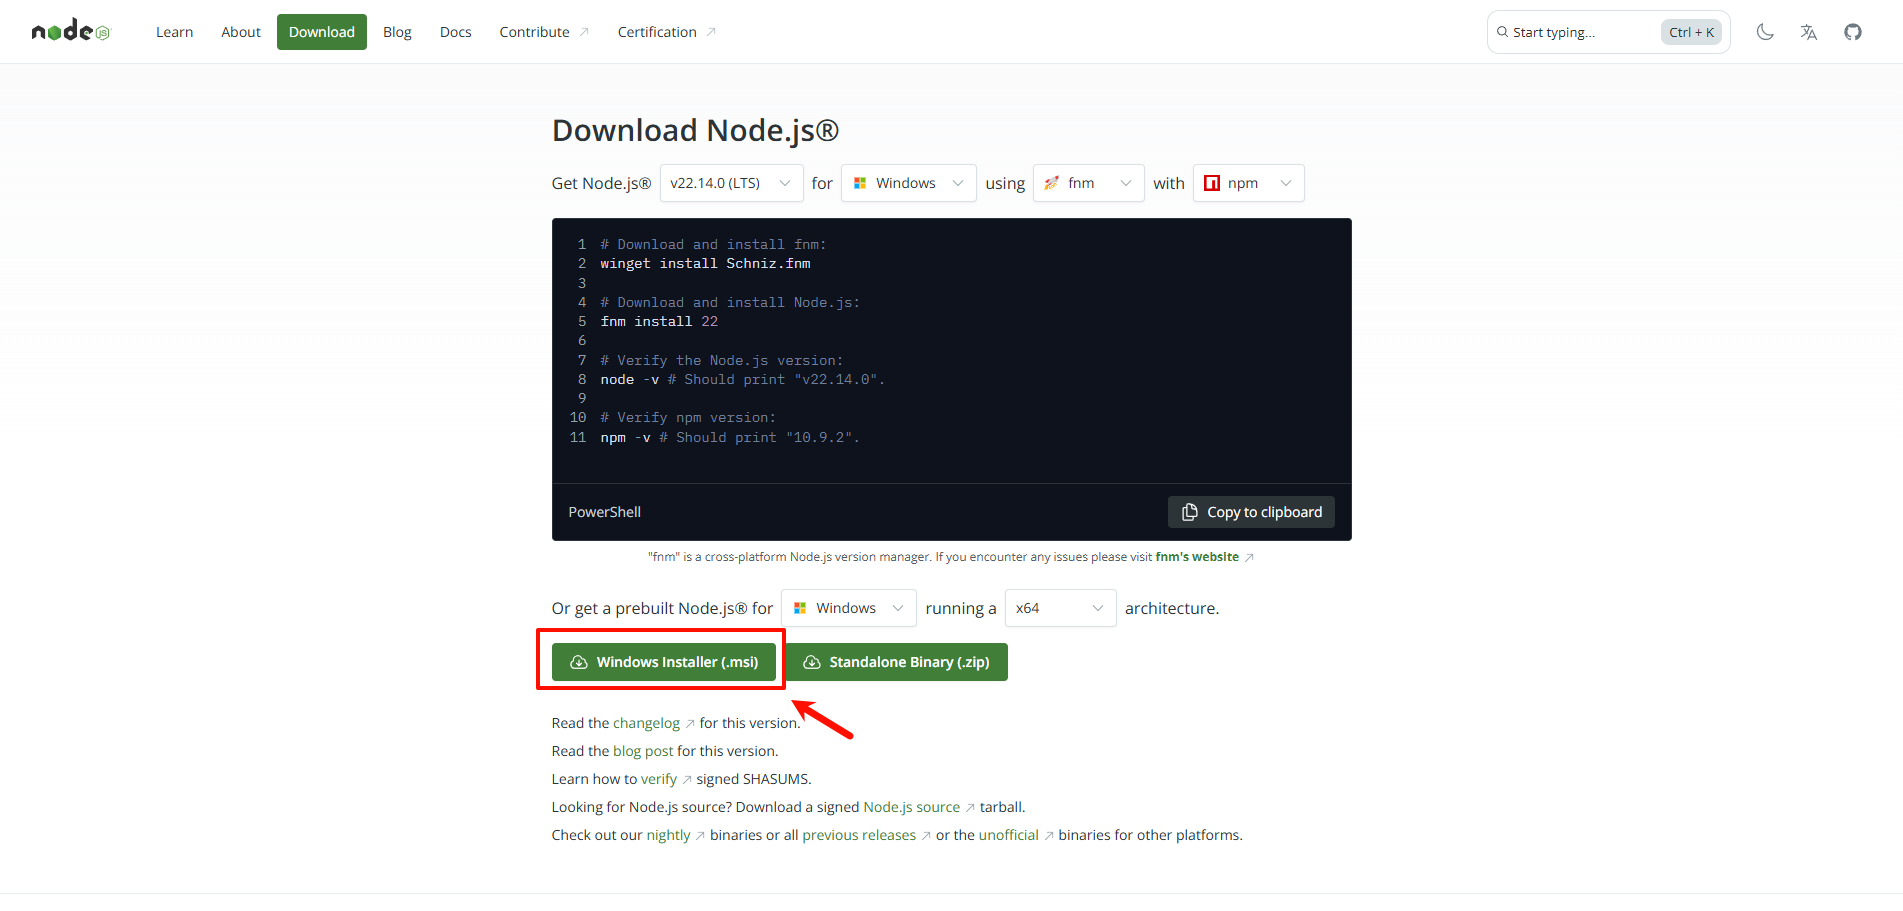 node js Learn About Download Blog Docs Contribute Certification Start typing... Ctrl + K
Download Node.js®
Get Node.js® v22.14.0 (LTS) for Windows using fnm with npm
1 # Download and install fnm:
2 winget install Schniz.fnm
3
4 # Download and install Node.js:
5 fnm install 22
6
7 # Verify the Node.js version:
8 node -v # Should print "v22.14.0".
9
10 # Verify npm version:
11 npm -v # Should print "10.9.2".
PowerShell Copy to clipboard
"fnm" is a cross-platform Node.js version manager. If you encounter any issues please visit fnm's website
Or get a prebuilt Node.js® for Windows running a x64 architecture.
Windows Installer (.msi) Standalone Binary (.zip)
Read the changelog for this version.
Read the blog post for this version.
Learn how to verify signed SHASUMS.
Looking for Node.js source? Download a signed Node.js source tarball.
Check out our nightly binaries or all previous releases or the unofficial binaries for other platforms.